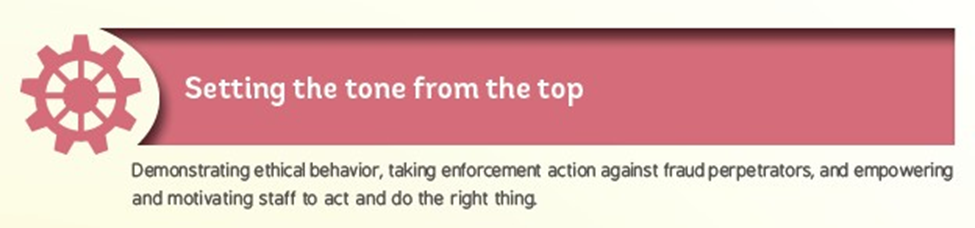 Setting the tone from the top
Demonstrating ethical behavior, taking enforcement action against fraud perpetrators, and empowering
and motivating staff to act and do the right thing.